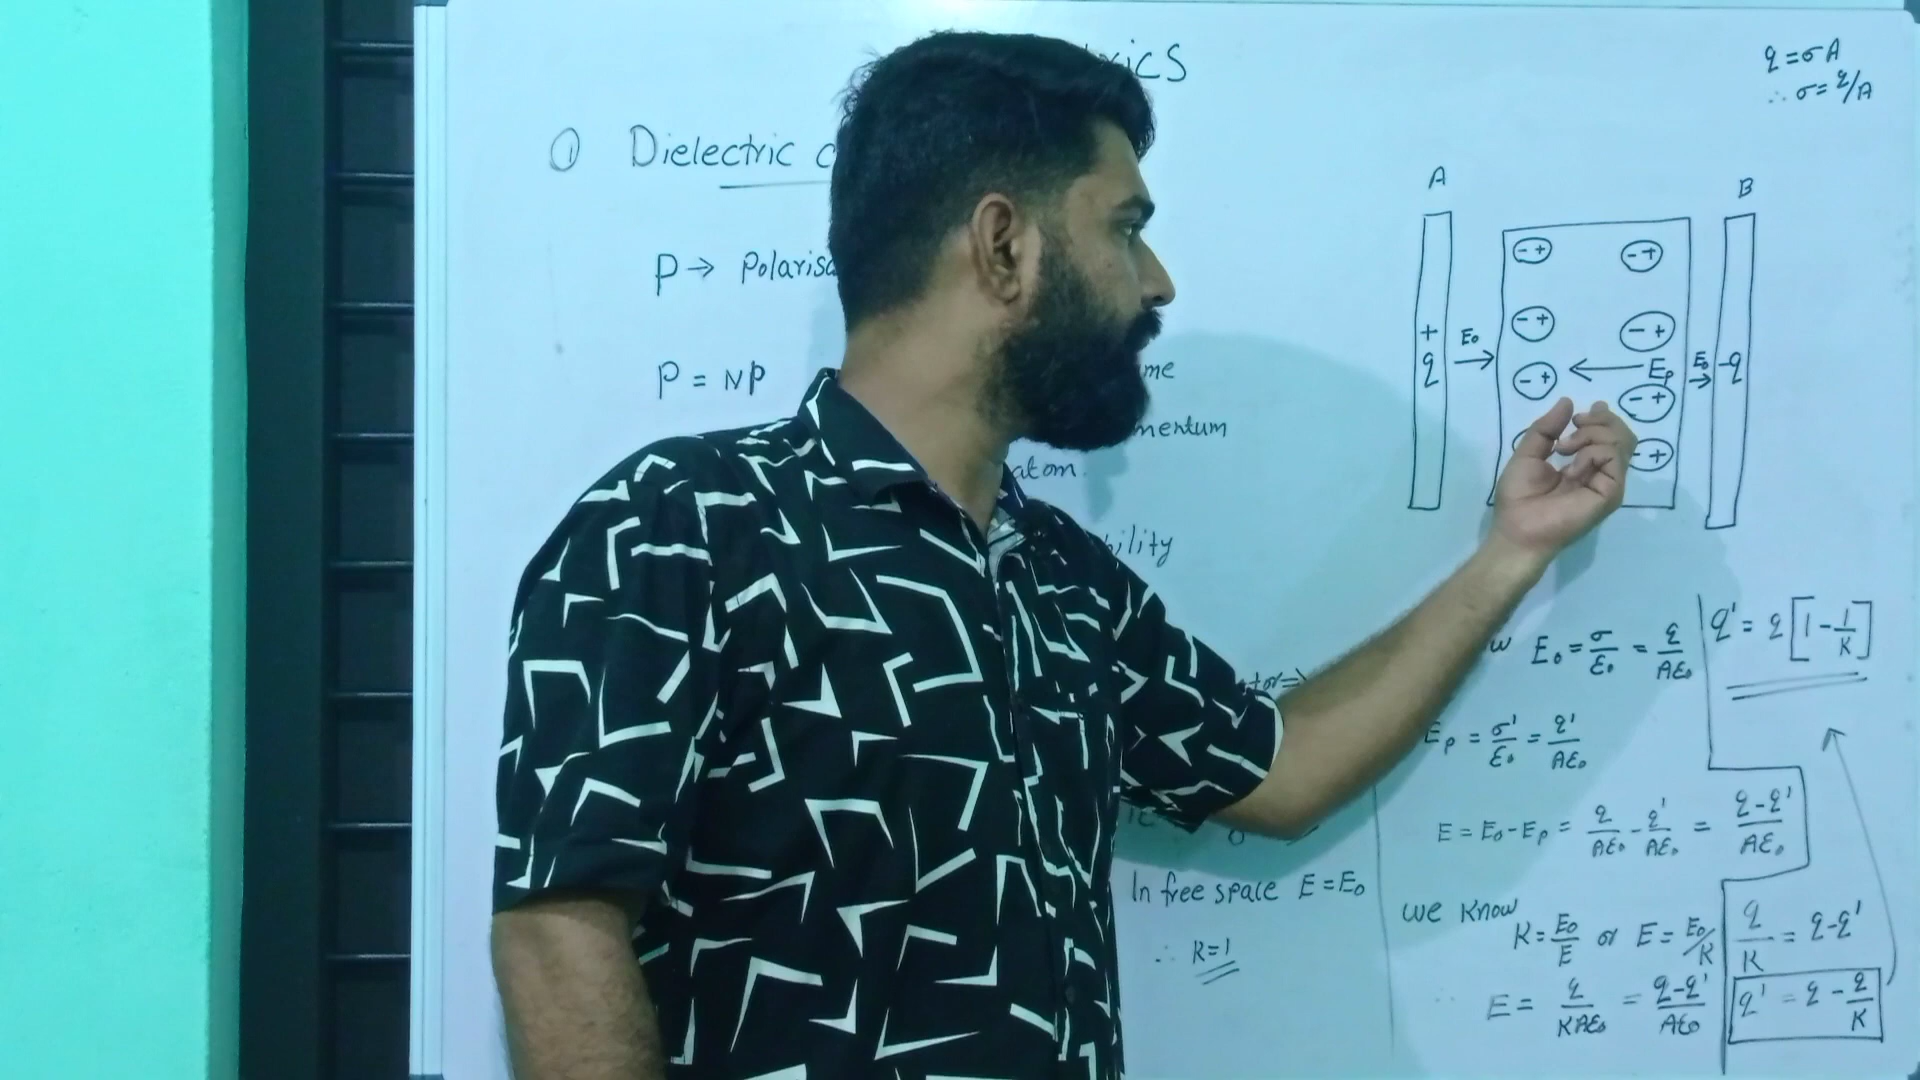 q = σA
∴ σ = q/A
① Dielectric
P → Polarisa
P = NP
me
mentum
atom.
bility
tor ⇒
In free space E = E₀
∴ K = 1
A
B
- +
- +
- +
- +
+ q
E₀
- +
Eₚ
E₀
-q
- +
- +
E₀ = σ/ε₀ = q/Aε₀
Eₚ = σ'/ε₀ = q'/Aε₀
E = E₀ - Eₚ = q/Aε₀ - q'/Aε₀ = q-q'/Aε₀
we know
K = E₀/E or E = E₀/K
∴ E = q/KAε₀ = q-q'/Aε₀
q/K = q-q'
q' = q - q/K
q' = q [1 - 1/K]